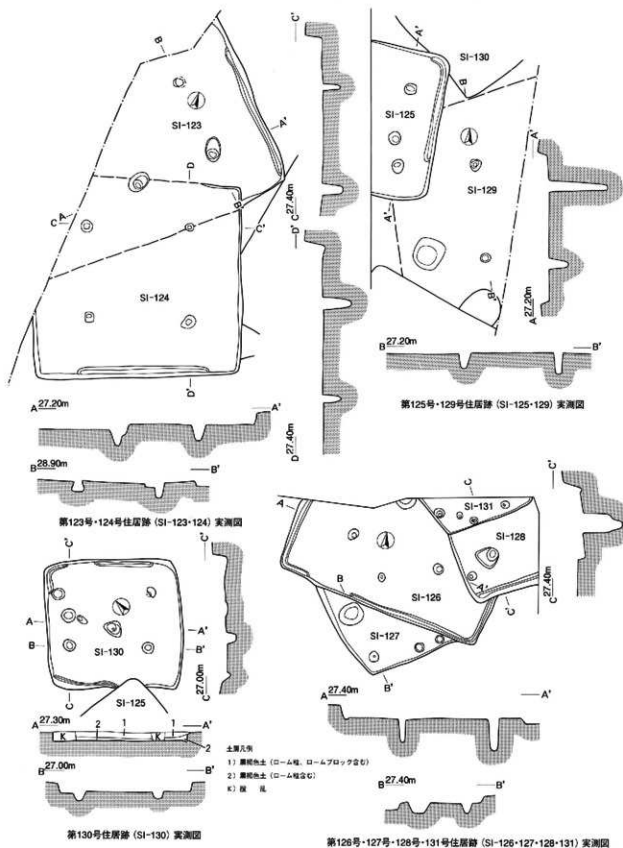 SI-123
B
A'
D
B'
A
C
C'
SI-124
D'
A 27.20m A'
B 28.90m B'
第123号・124号住居跡 (SI-123・124) 実測図
C'
C 27.40m
D'
D 27.40m
A'
SI-130
B
SI-125
SI-129
A'
B'
A'
A 27.20m
B 27.20m B'
第125号・129号住居跡 (SI-125・129) 実測図
C'
A
A'
B
B'
SI-130
C
SI-125
C'
C 27.00m
A 27.30m A'
K 2 1 K 1
2
B 27.00m B'
土層凡例
1) 黒褐色土 (ローム粒、ロームブロック含む)
2) 黒褐色土 (ローム粒含む)
K) 撹 乱
第130号住居跡 (SI-130) 実測図
C
SI-131
A
SI-128
A'
C'
B
SI-126
SI-127
B'
C'
C 27.40m
A 27.40m A'
B 27.40m B'
第126号・127号・128号・131号住居跡 (SI-126・127・128・131) 実測図